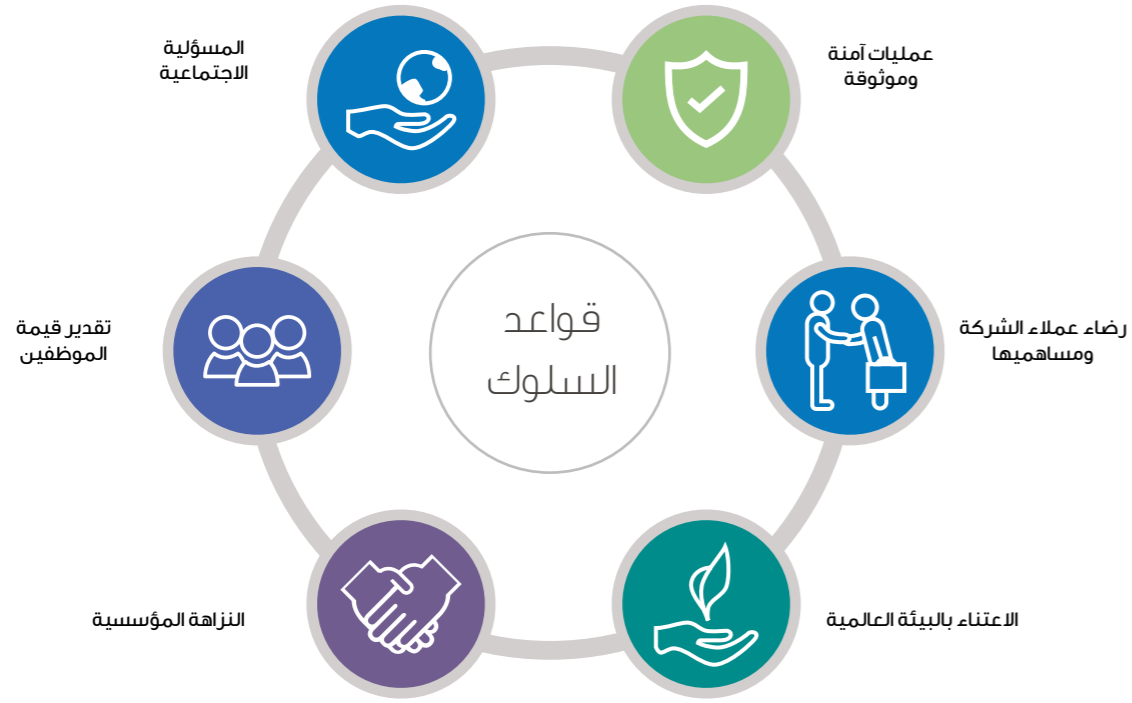 عمليات آمنة
وموثوقة
المسؤلية
الاجتماعية
قواعد
السلوك
رضاء عملاء الشركة
ومساهميها
تقدير قيمة
الموظفين
الاعتناء بالبيئة العالمية
النزاهة المؤسسية